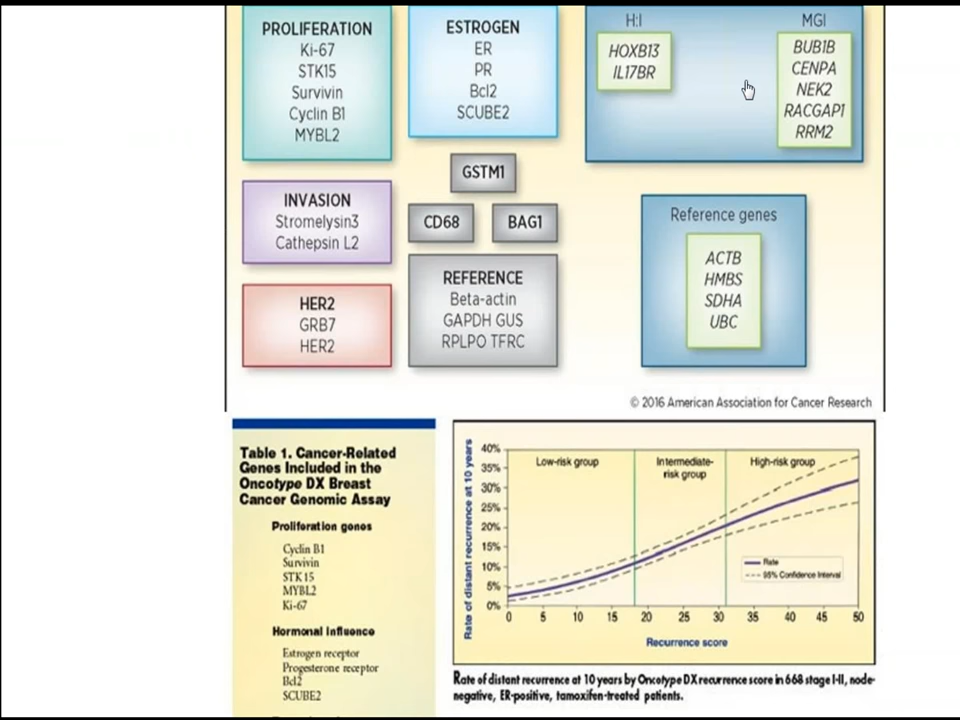 PROLIFERATION
Ki-67
STK15
Survivin
Cyclin B1
MYBL2
ESTROGEN
ER
PR
Bcl2
SCUBE2
H:I
HOXB13
IL17BR
MGI
BUB1B
CENPA
NEK2
RACGAP1
RRM2
GSTM1
INVASION
Stromelysin3
Cathepsin L2
CD68
BAG1
HER2
GRB7
HER2
REFERENCE
Beta-actin
GAPDH GUS
RPLPO TFRC
Reference genes
ACTB
HMBS
SDHA
UBC
© 2016 American Association for Cancer Research
Table 1. Cancer-Related
Genes Included in the
Oncotype DX Breast
Cancer Genomic Assay
Proliferation genes
Cyclin B1
Survivin
STK 15
MYBL2
Ki-67
Hormonal influence
Estrogen receptor
Progesterone receptor
Bcl2
SCUBE2
Rate of distant recurrence at 10 years
40%
35%
30%
25%
20%
15%
10%
5%
0%
Low-risk group
Intermediate-
risk group
High-risk group
Rate
95% Confidence Interval
0 5 10 15 20 25 30 35 40 45 50
Recurrence score
Rate of distant recurrence at 10 years by Oncotype DX recurrence score in 668 stage I-II, node-
negative, ER-positive, tamoxifen-treated patients.